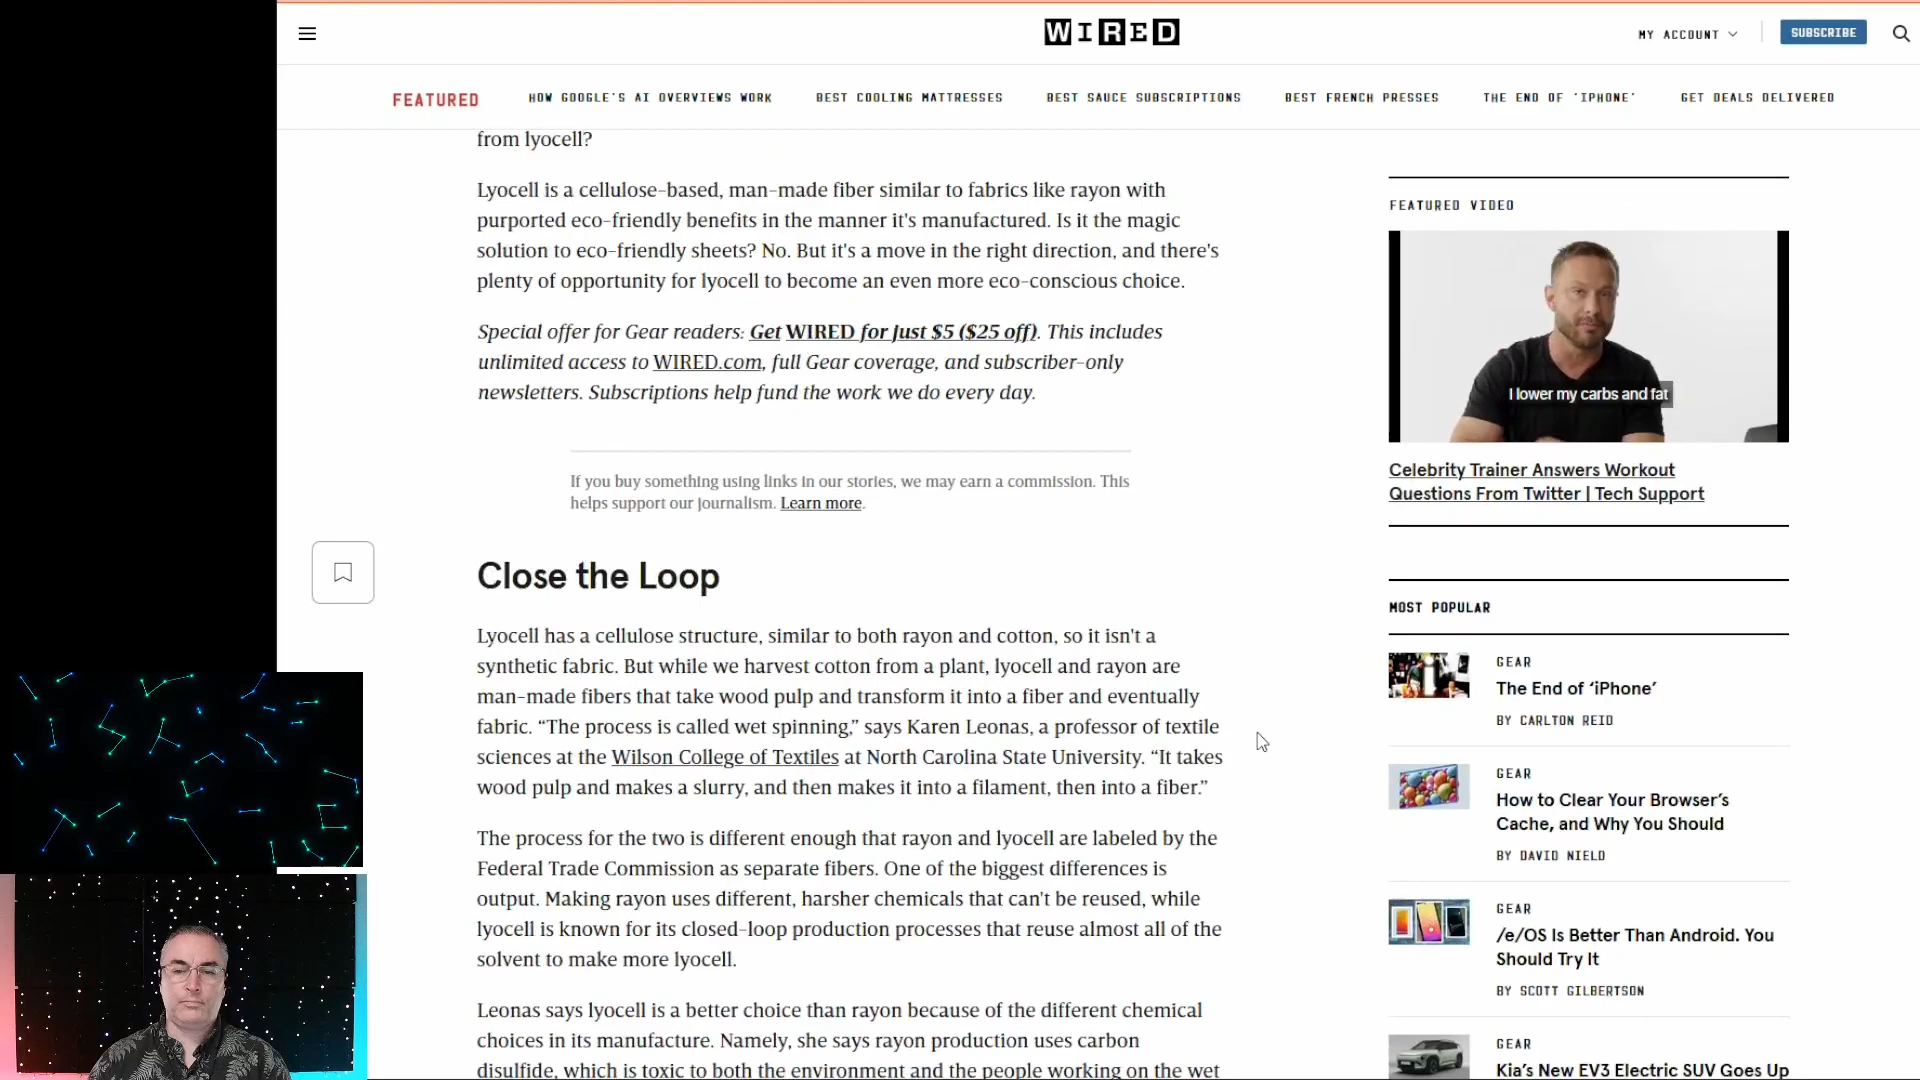 WIRED
MY ACCOUNT
SUBSCRIBE
FEATURED
HOW GOOGLE'S AI OVERVIEWS WORK
BEST COOLING MATTRESSES
BEST SAUCE SUBSCRIPTIONS
BEST FRENCH PRESSES
THE END OF 'IPHONE'
GET DEALS DELIVERED
from lyocell?
Lyocell is a cellulose-based, man-made fiber similar to fabrics like rayon with
purported eco-friendly benefits in the manner it's manufactured. Is it the magic
solution to eco-friendly sheets? No. But it's a move in the right direction, and there's
plenty of opportunity for lyocell to become an even more eco-conscious choice.
Special offer for Gear readers: Get WIRED for just $5 ($25 off). This includes
unlimited access to WIRED.com, full Gear coverage, and subscriber-only
newsletters. Subscriptions help fund the work we do every day.
If you buy something using links in our stories, we may earn a commission. This
helps support our journalism. Learn more.
Close the Loop
Lyocell has a cellulose structure, similar to both rayon and cotton, so it isn't a
synthetic fabric. But while we harvest cotton from a plant, lyocell and rayon are
man-made fibers that take wood pulp and transform it into a fiber and eventually
fabric. “The process is called wet spinning,” says Karen Leonas, a professor of textile
sciences at the Wilson College of Textiles at North Carolina State University. “It takes
wood pulp and makes a slurry, and then makes it into a filament, then into a fiber.”
The process for the two is different enough that rayon and lyocell are labeled by the
Federal Trade Commission as separate fibers. One of the biggest differences is
output. Making rayon uses different, harsher chemicals that can't be reused, while
lyocell is known for its closed-loop production processes that reuse almost all of the
solvent to make more lyocell.
Leonas says lyocell is a better choice than rayon because of the different chemical
choices in its manufacture. Namely, she says rayon production uses carbon
disulfide, which is toxic to both the environment and the people working on the wet
FEATURED VIDEO
I lower my carbs and fat
Celebrity Trainer Answers Workout
Questions From Twitter | Tech Support
MOST POPULAR
GEAR
The End of ‘iPhone’
BY CARLTON REID
GEAR
How to Clear Your Browser’s
Cache, and Why You Should
BY DAVID NIELD
GEAR
/e/OS Is Better Than Android. You
Should Try It
BY SCOTT GILBERTSON
GEAR
Kia’s New EV3 Electric SUV Goes Up